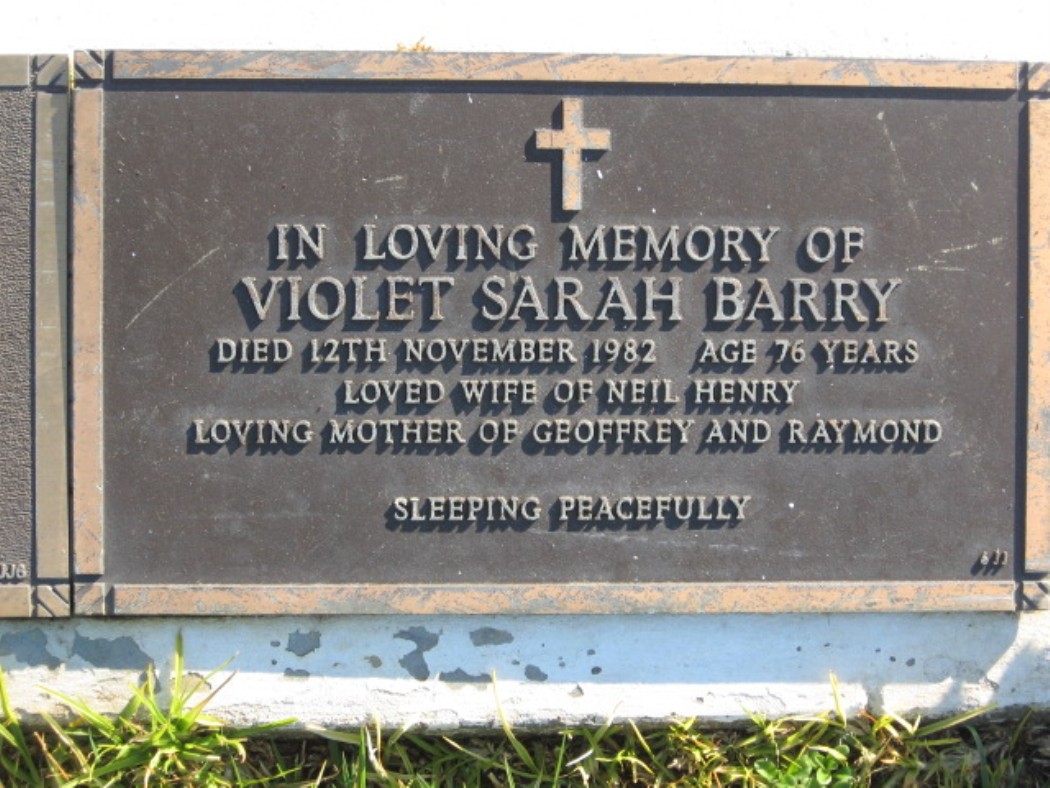 IN LOVING MEMORY OF
VIOLET SARAH BARRY
DIED 12TH NOVEMBER 1982 AGE 76 YEARS
LOVED WIFE OF NEIL HENRY
LOVING MOTHER OF GEOFFREY AND RAYMOND
SLEEPING PEACEFULLY